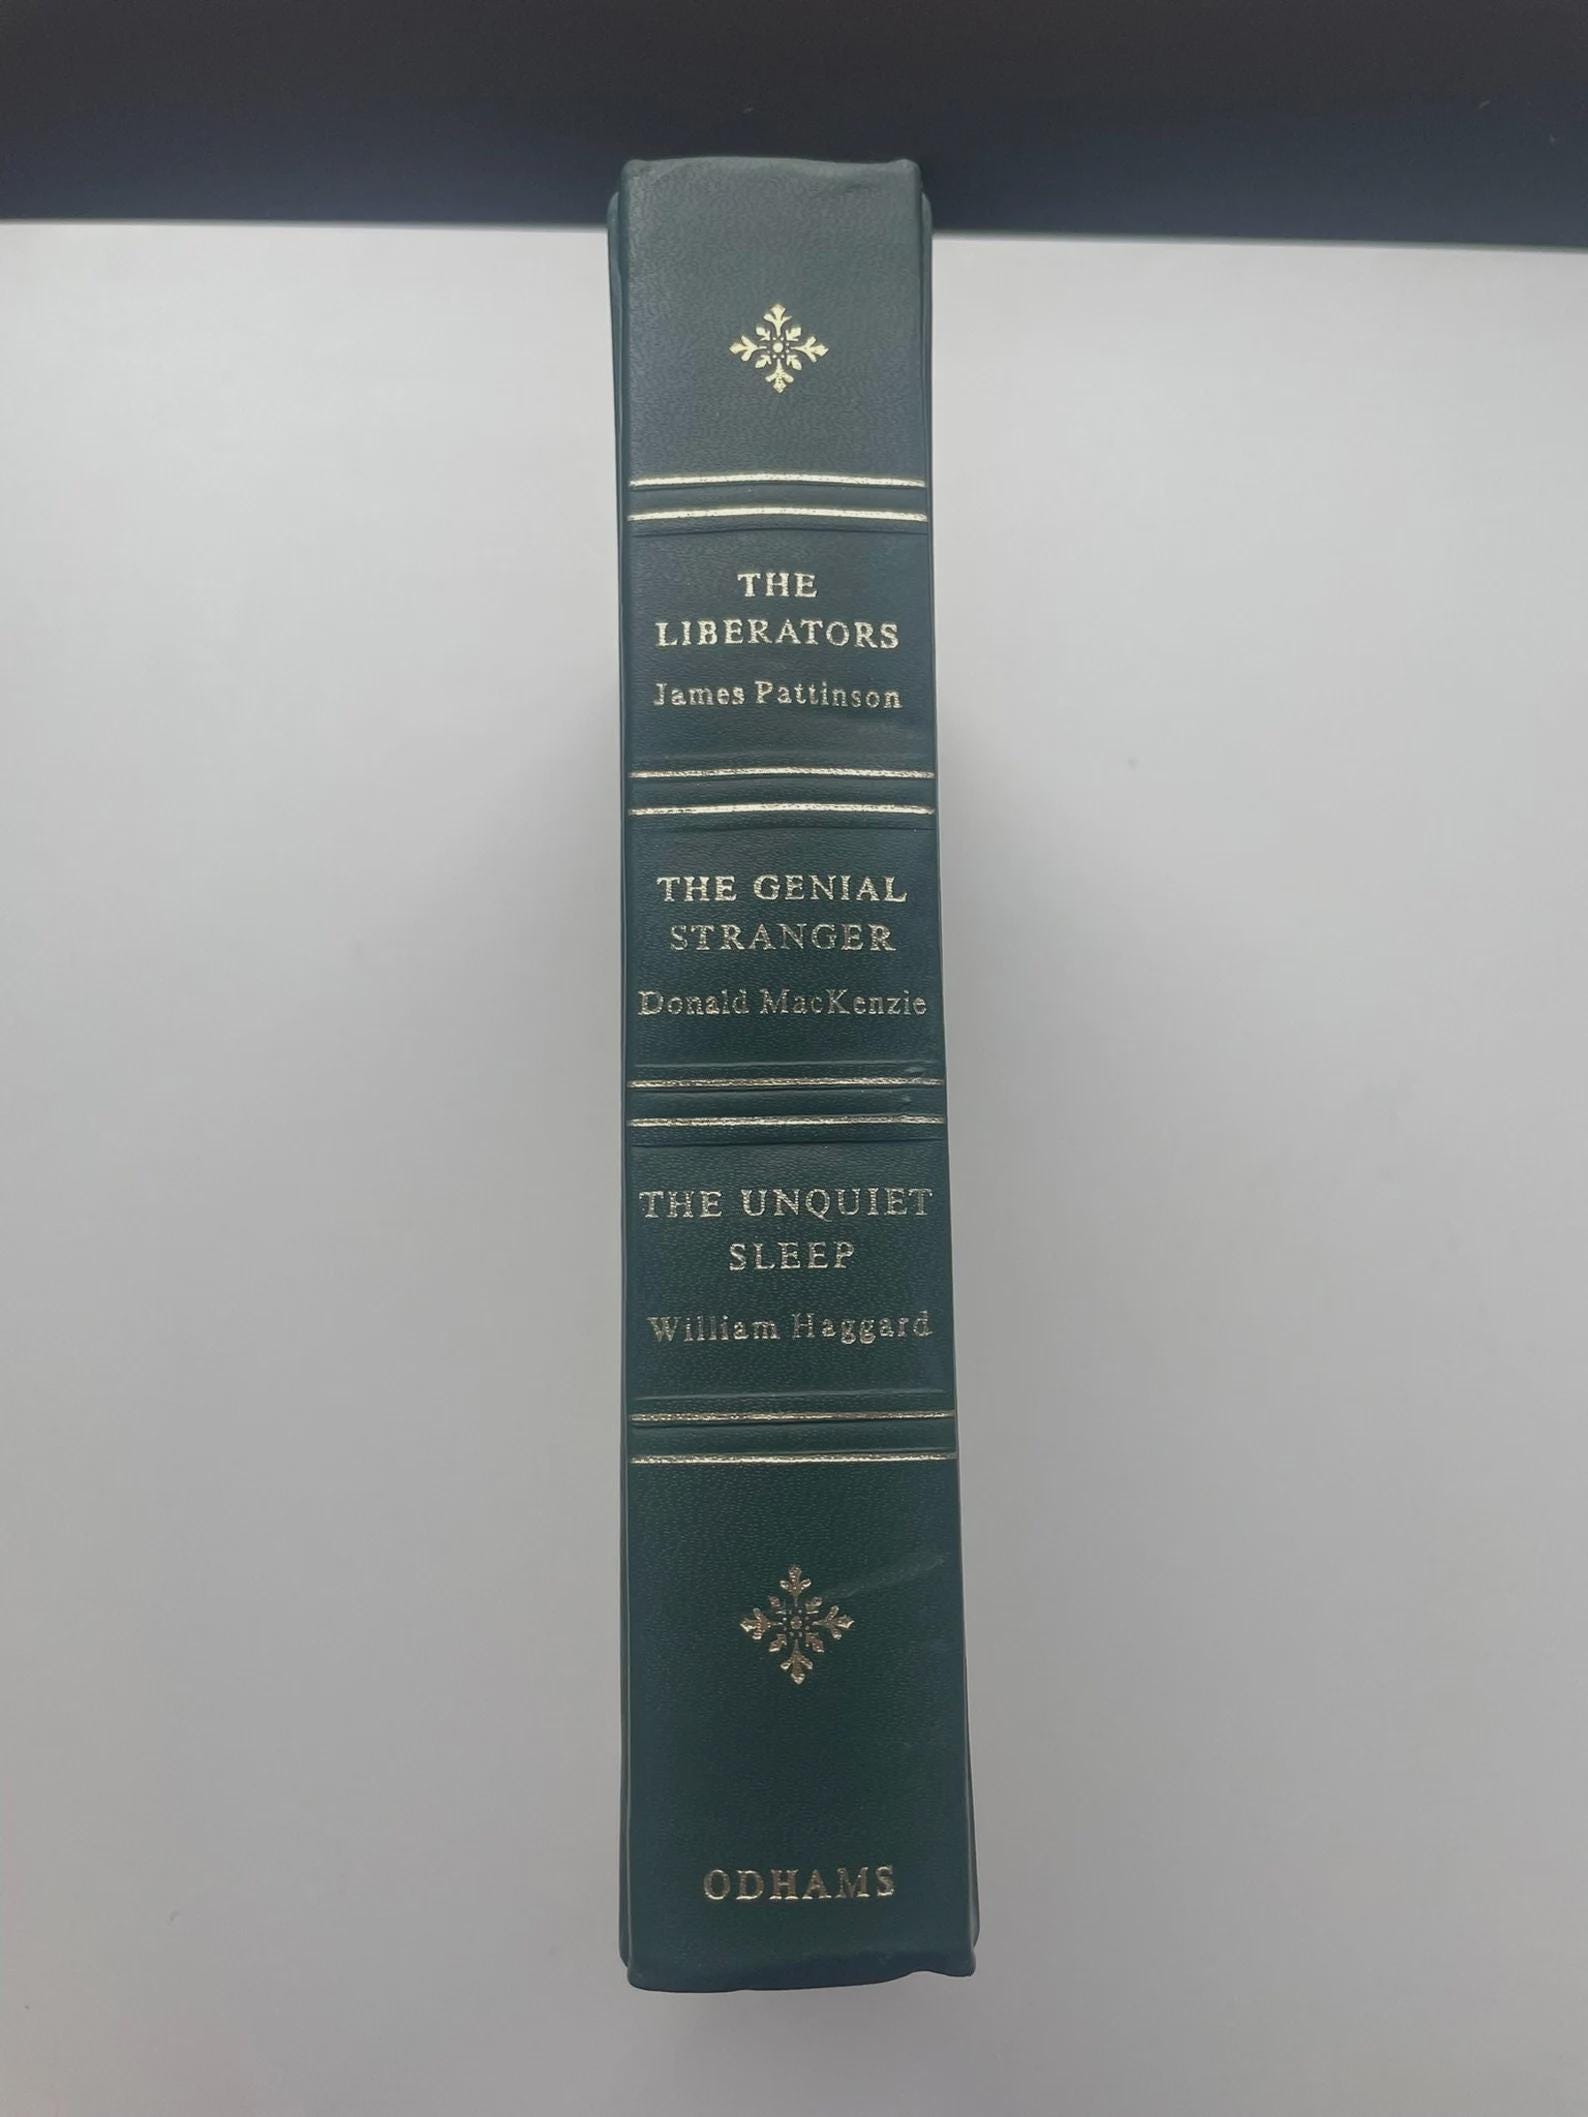 THE
LIBERATORS
James Pattinson
THE GENIAL
STRANGER
Donald MacKenzie
THE UNQUIET
SLEEP
William Haggard
ODHAMS